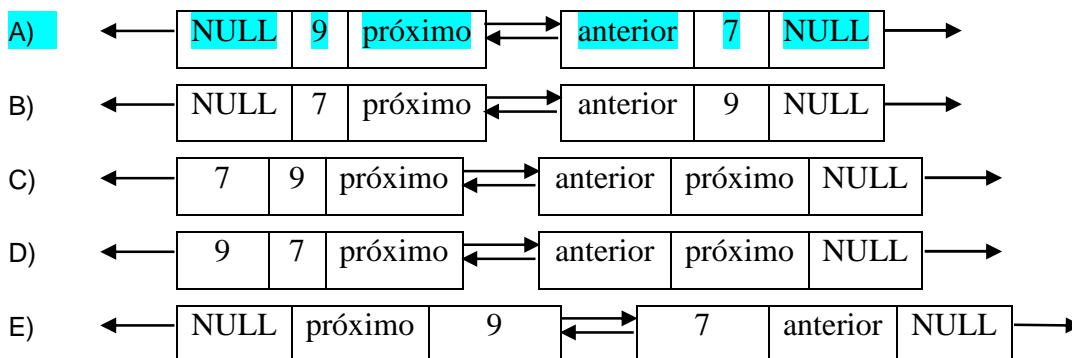 A) NULL 9 próximo anterior 7 NULL
B) NULL 7 próximo anterior 9 NULL
C) 7 9 próximo anterior próximo NULL
D) 9 7 próximo anterior próximo NULL
E) NULL próximo 9 7 anterior NULL